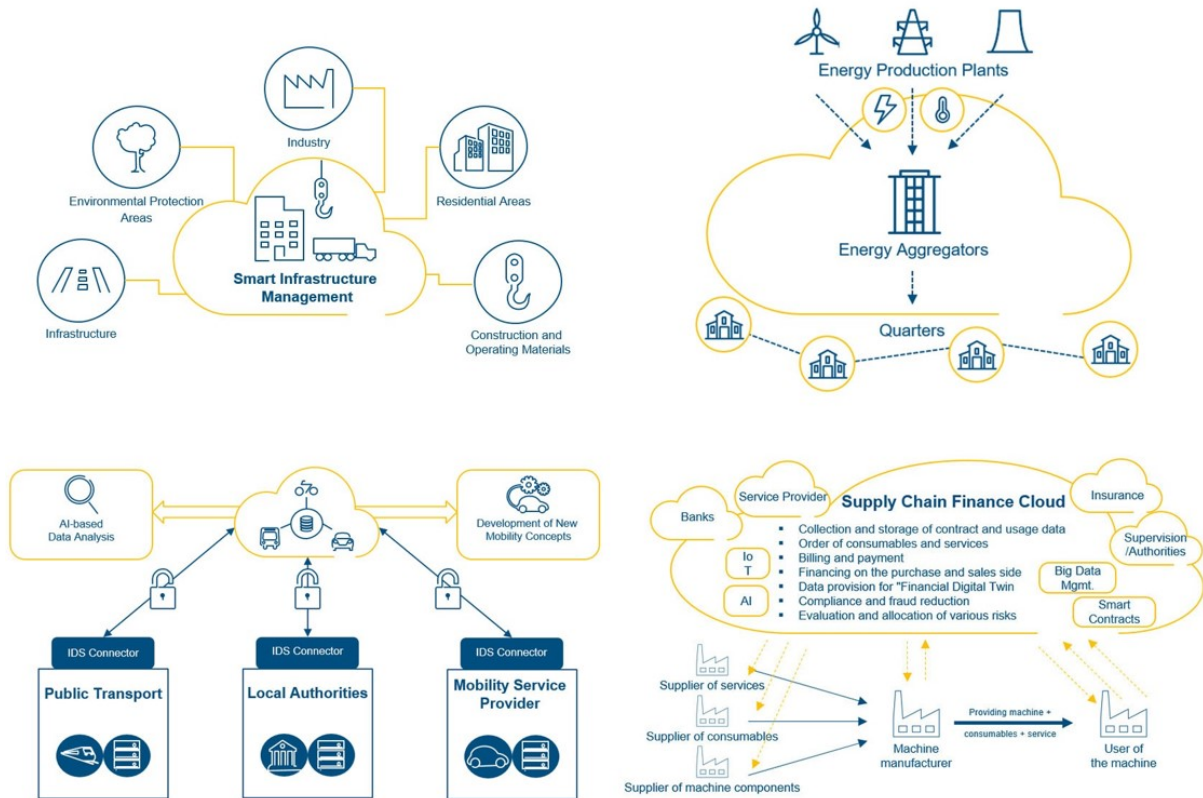 Industry
Environmental Protection
Areas
Residential Areas
Smart Infrastructure
Management
Infrastructure
Construction and
Operating Materials
Energy Production Plants
Energy Aggregators
Quarters
AI-based
Data Analysis
Development of New
Mobility Concepts
IDS Connector
Public Transport
IDS Connector
Local Authorities
IDS Connector
Mobility Service
Provider
Banks
Service Provider
Supply Chain Finance Cloud
Insurance
Supervision
/Authorities
Io
T
AI
▪ Collection and storage of contract and usage data
▪ Order of consumables and services
▪ Billing and payment
▪ Financing on the purchase and sales side
▪ Data provision for "Financial Digital Twin
▪ Compliance and fraud reduction
▪ Evaluation and allocation of various risks
Big Data
Mgmt.
Smart
Contracts
Supplier of services
Supplier of consumables
Supplier of machine components
Machine
manufacturer
Providing machine +
consumables + service
User of
the machine